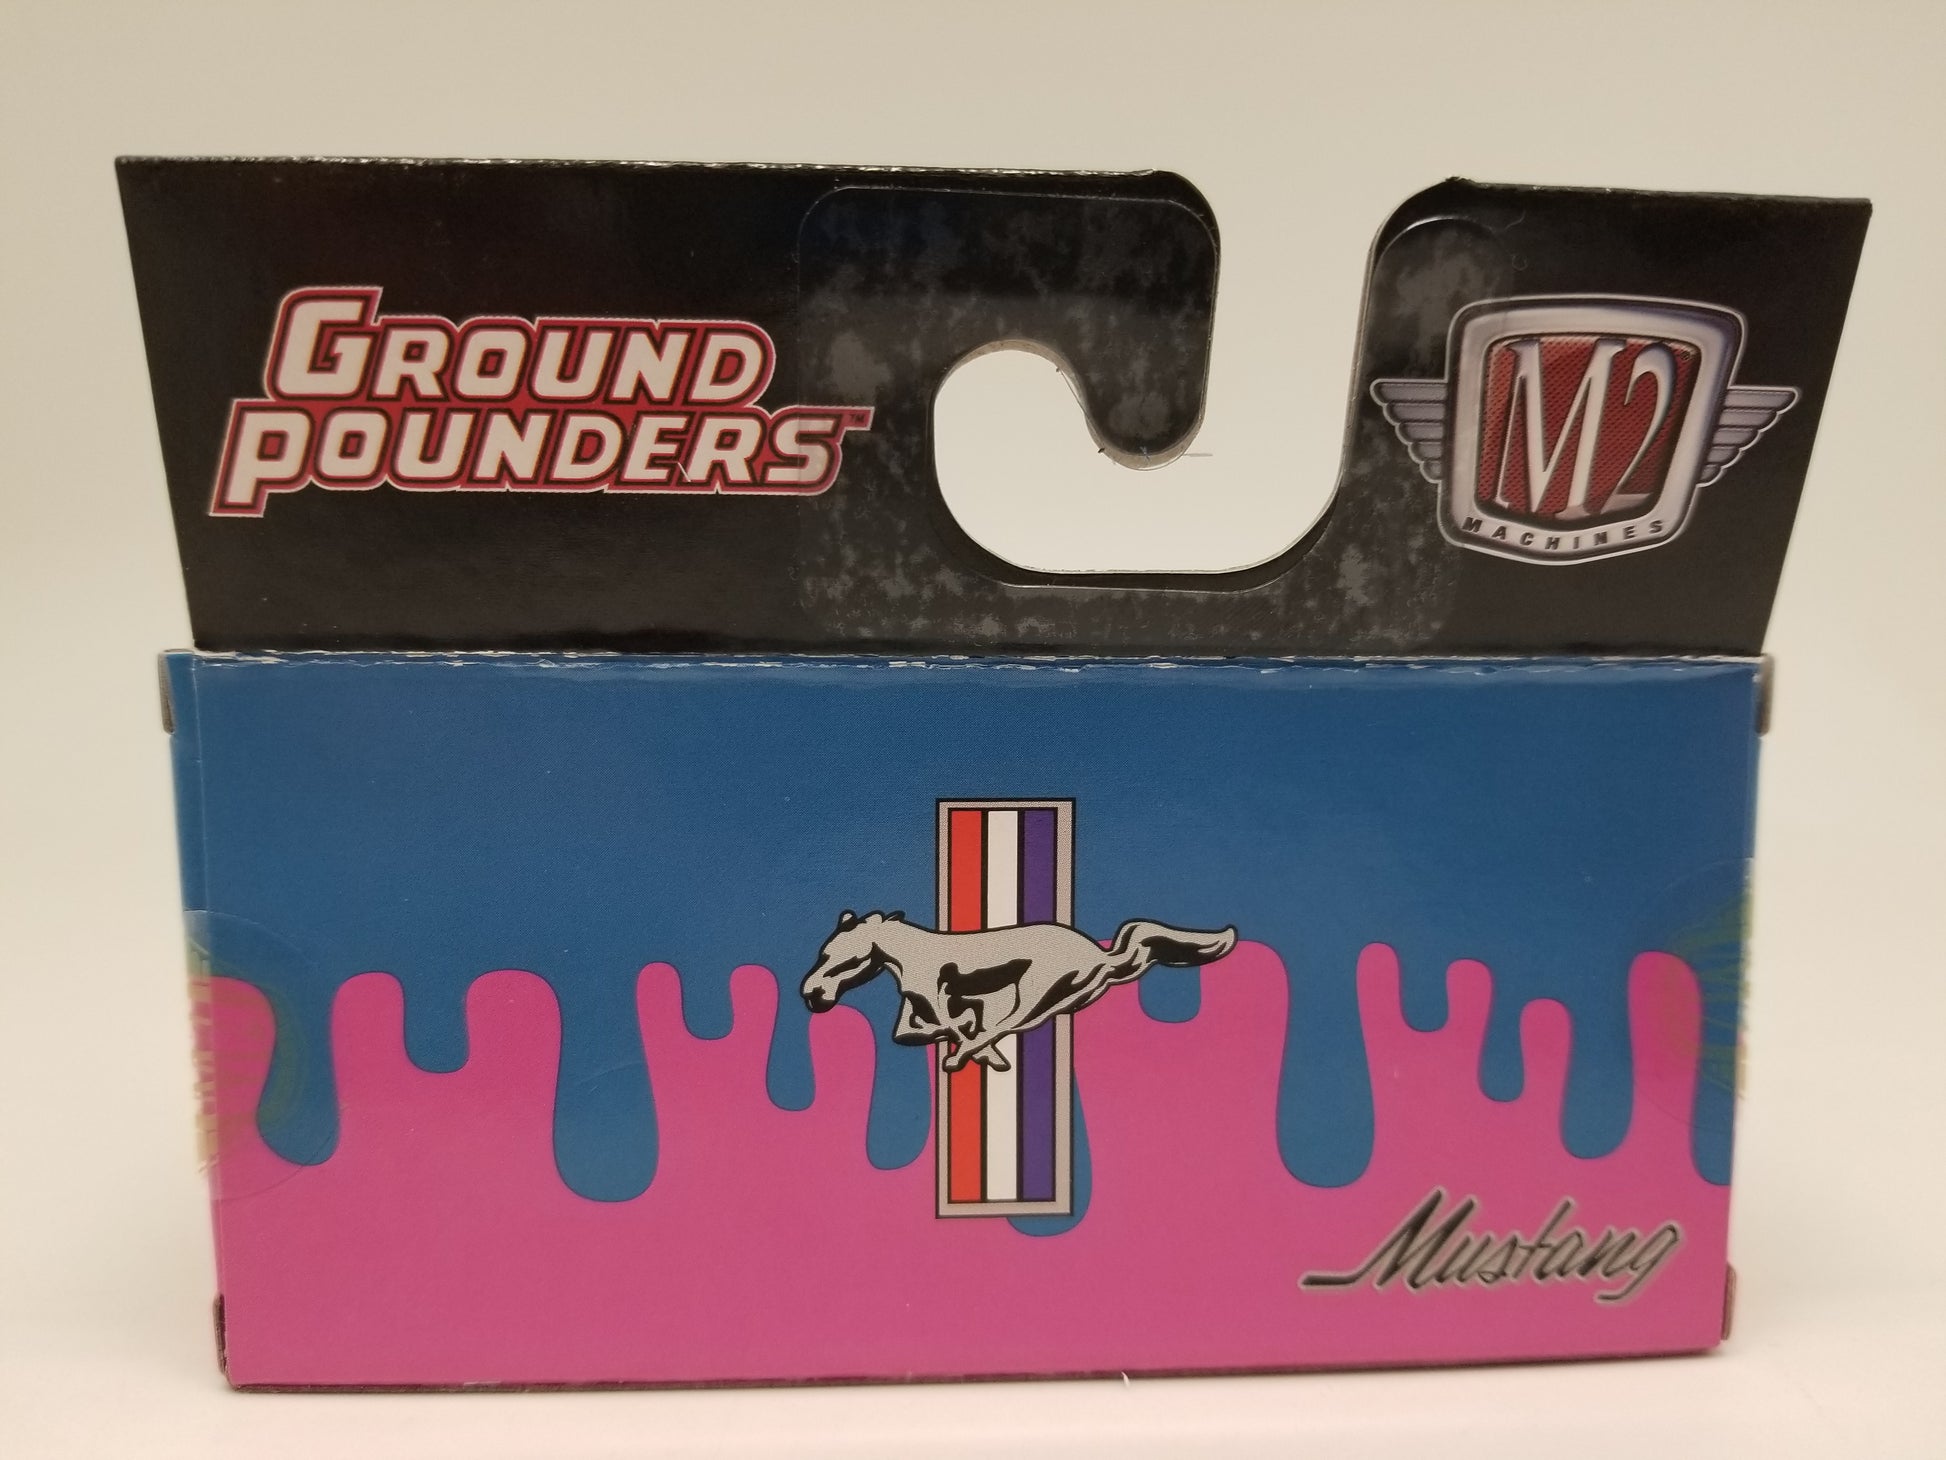 GROUND
POUNDERS™
M2®
MACHINES
Mustang